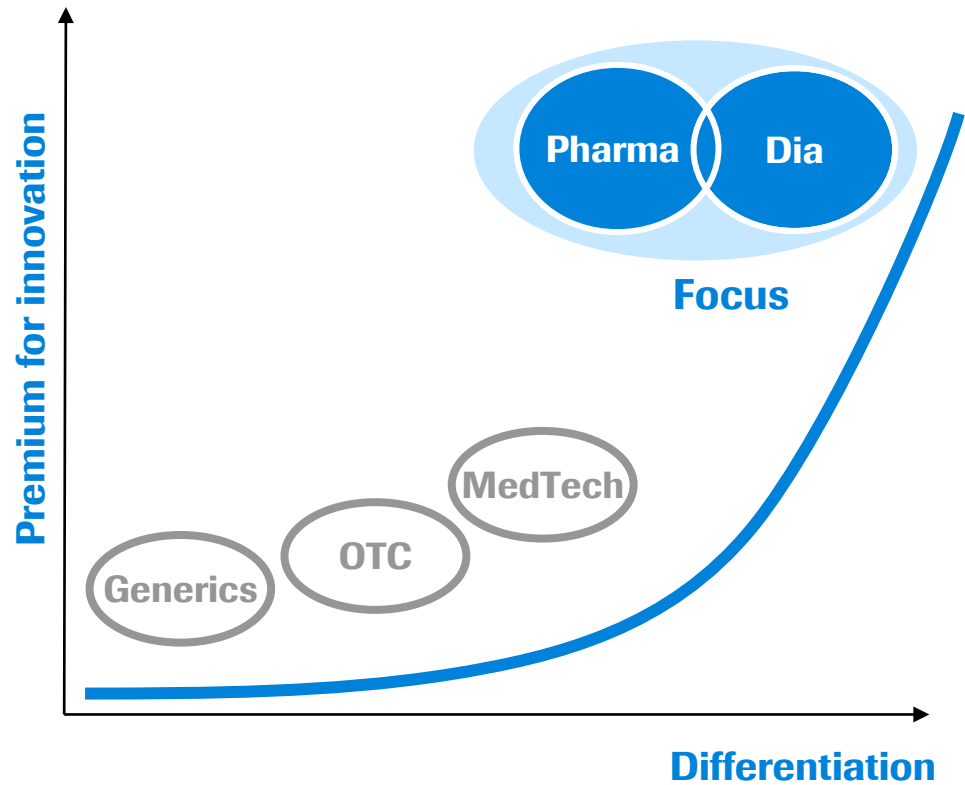 Premium for innovation
Pharma
Dia
Focus
MedTech
OTC
Generics
Differentiation